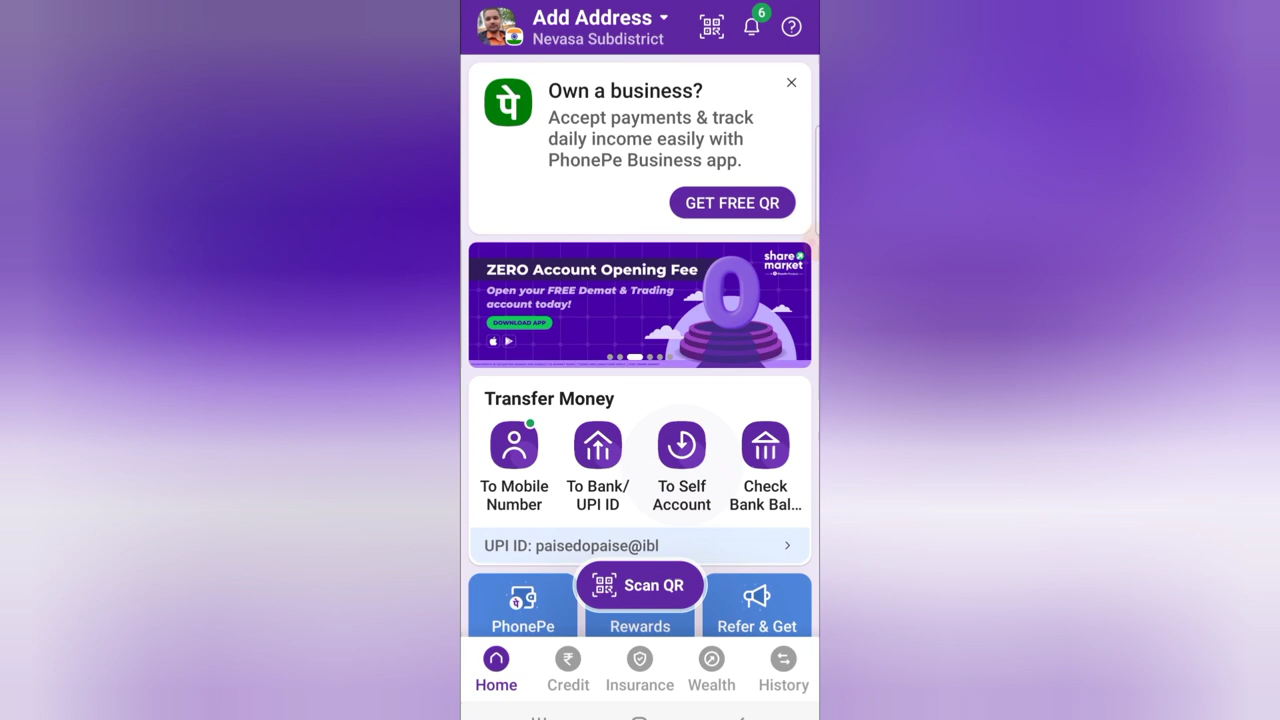 Add Address
Nevasa Subdistrict
6
Own a business?
पे
Accept payments & track
daily income easily with
PhonePe Business app.
GET FREE QR
share
market
ZERO Account Opening Fee
Open your FREE Demat & Trading
account today!
DOWNLOAD APP
Transfer Money
To Mobile
Number
To Bank/
UPI ID
To Self
Account
Check
Bank Bal...
UPI ID: paisedopaise@ibl
Scan QR
PhonePe
Rewards
Refer & Get
Home
Credit
Insurance
Wealth
History